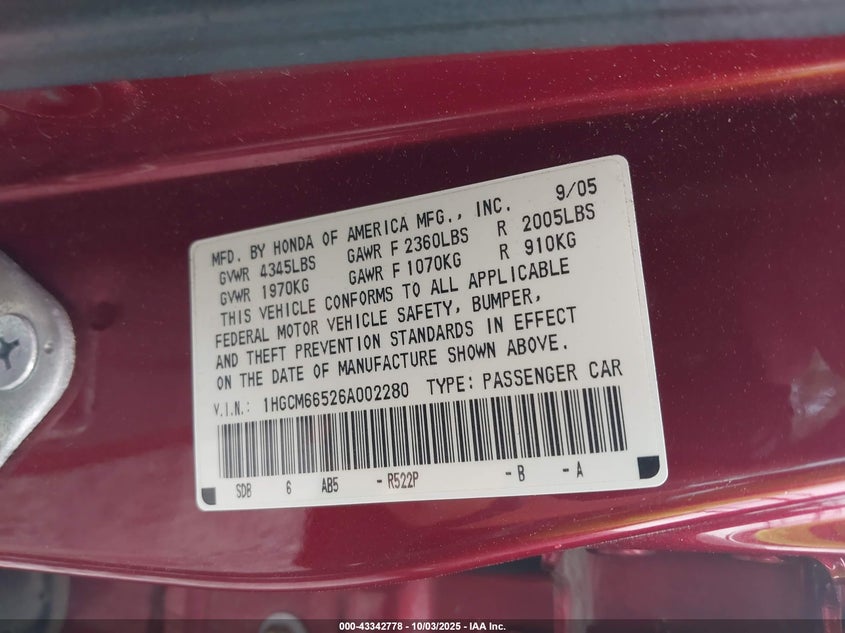 MFD. BY HONDA OF AMERICA MFG., INC. 9/05
GVWR 4345LBS GAWR F 2360LBS R 2005LBS
GVWR 1970KG GAWR F 1070KG R 910KG
THIS VEHICLE CONFORMS TO ALL APPLICABLE
FEDERAL MOTOR VEHICLE SAFETY, BUMPER,
AND THEFT PREVENTION STANDARDS IN EFFECT
ON THE DATE OF MANUFACTURE SHOWN ABOVE.
V.I.N.: 1HGCM66526A002280 TYPE: PASSENGER CAR
SDB 6 AB5 -R522P -B -A
000-43342778 | 10/03/2025 | IAA Inc.